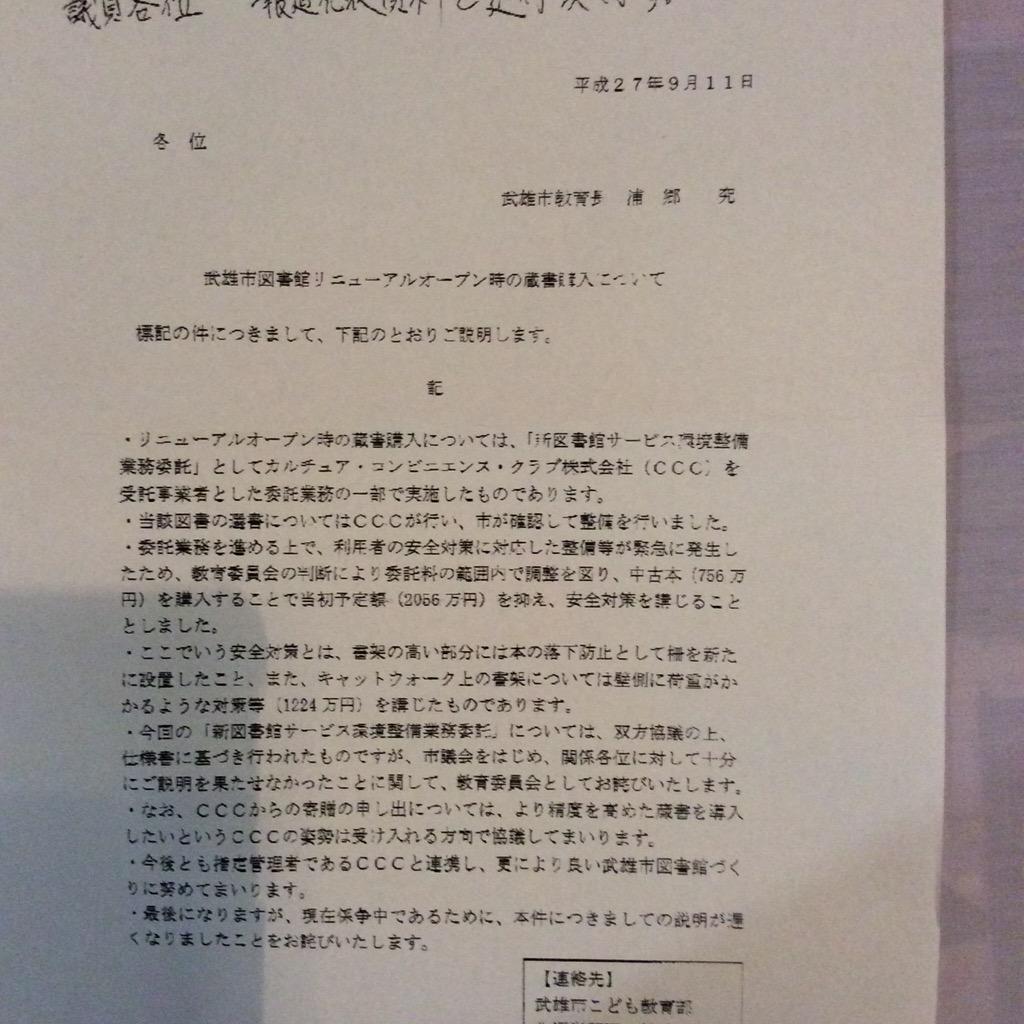 議員各位
平成27年9月11日
各 位
武雄市教育長 浦 郷 究
武雄市図書館リニューアルオープン時の蔵書購入について
標記の件につきまして、下記のとおりご説明します。
記
・リニューアルオープン時の蔵書購入については、「新図書館サービス環境整備
業務委託」としてカルチュア・コンビニエンス・クラブ株式会社（CCC）を
受託事業者とした委託業務の一部で実施したものであります。
・当該図書の選書についてはCCCが行い、市が確認して整備を行いました。
・委託業務を進める上で、利用者の安全対策に対応した整備等が緊急に発生し
たため、教育委員会の判断により委託料の範囲内で調整を図り、中古本（756万
円）を購入することで当初予定額（2056万円）を抑え、安全対策を講じること
としました。
・ここでいう安全対策とは、書架の高い部分には本の落下防止として柵を新た
に設置したこと、また、キャットウォーク上の書架については壁側に荷重がか
かるような対策等（1224万円）を講じたものであります。
・今回の「新図書館サービス環境整備業務委託」については、双方協議の上、
仕様書に基づき行われたものですが、市議会をはじめ、関係各位に対して十分
にご説明を果たせなかったことに関して、教育委員会としてお詫びいたします。
・なお、CCCからの寄贈の申し出については、より精度を高めた蔵書を導入
したいというCCCの姿勢は受け入れる方向で協議してまいります。
・今後とも指定管理者であるCCCと連携し、更により良い武雄市図書館づく
りに努めてまいります。
・最後になりますが、現在係争中であるために、本件につきましての説明が遅
くなりましたことをお詫びいたします。
【連絡先】
武雄市こども教育部